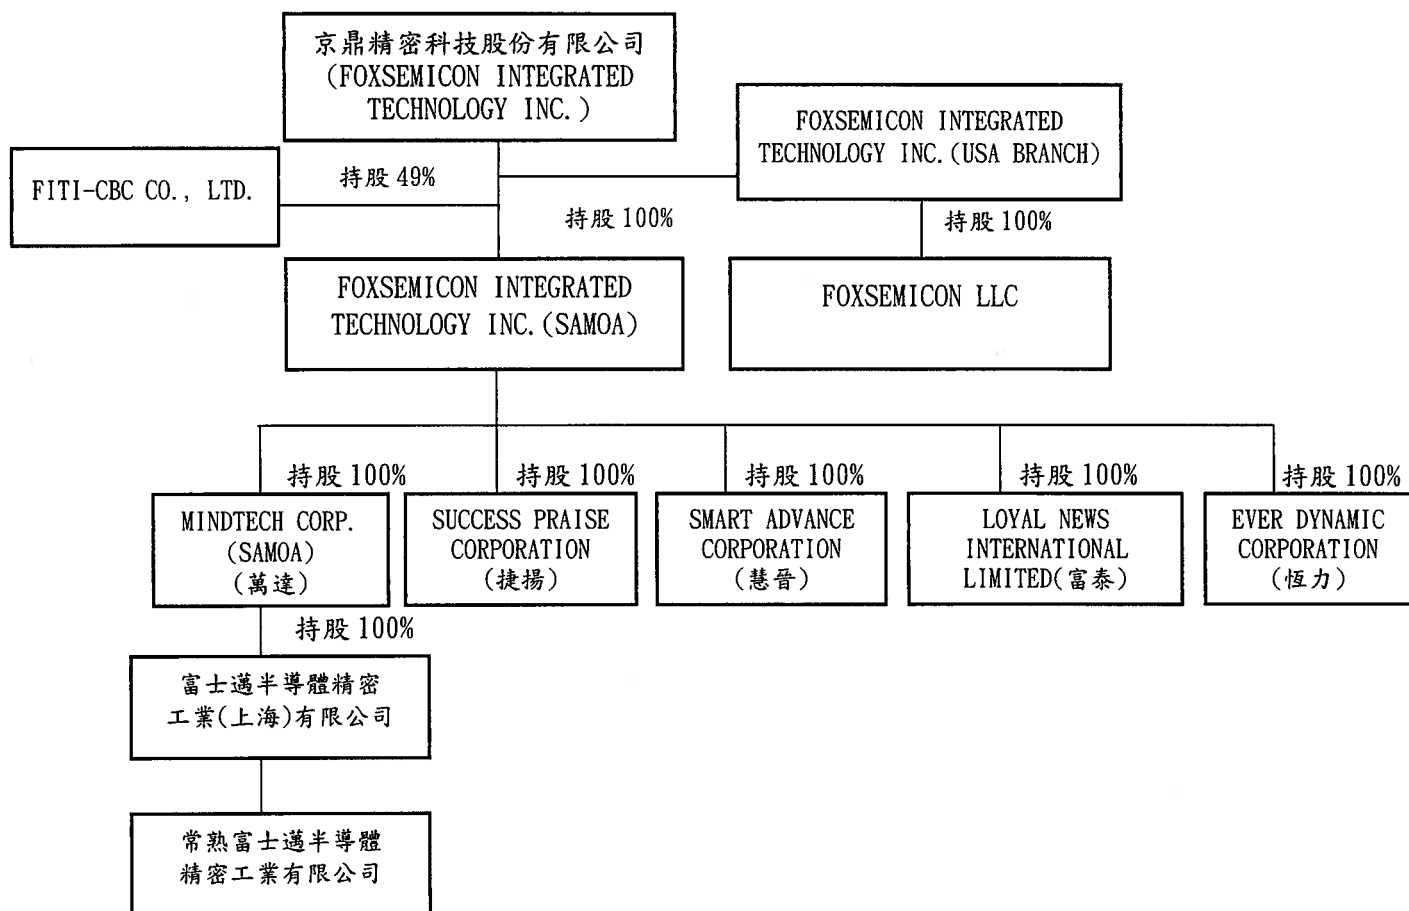 京鼎精密科技股份有限公司
(FOXSEMICON INTEGRATED
TECHNOLOGY INC.)
FOXSEMICON INTEGRATED
TECHNOLOGY INC.(USA BRANCH)
FITI-CBC CO., LTD.
持股 49%
持股 100%
持股 100%
FOXSEMICON INTEGRATED
TECHNOLOGY INC.(SAMOA)
FOXSEMICON LLC
持股 100%
持股 100%
持股 100%
持股 100%
持股 100%
MINDTECH CORP.
(SAMOA)
(萬達)
SUCCESS PRAISE
CORPORATION
(捷揚)
SMART ADVANCE
CORPORATION
(慧晉)
LOYAL NEWS
INTERNATIONAL
LIMITED(富泰)
EVER DYNAMIC
CORPORATION
(恆力)
持股 100%
富士邁半導體精密
工業(上海)有限公司
常熟富士邁半導體
精密工業有限公司